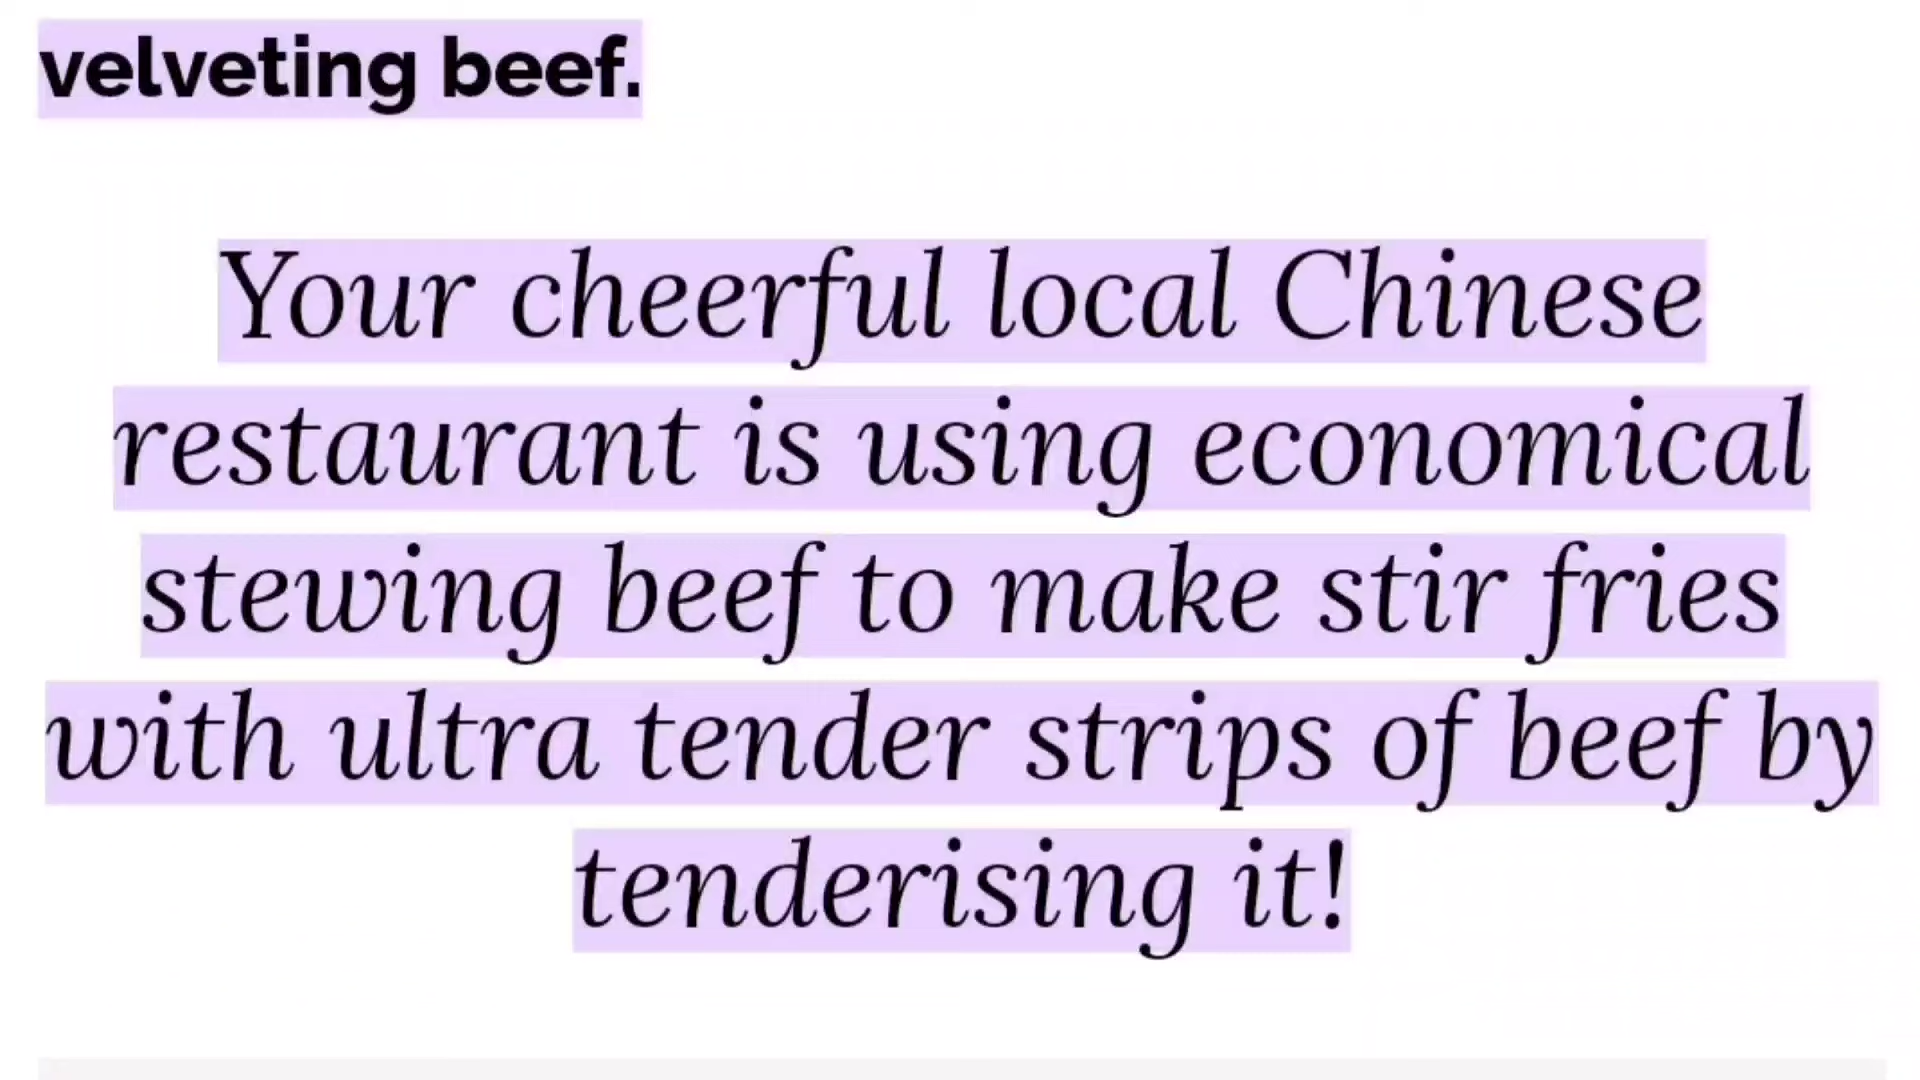 velveting beef.
Your cheerful local Chinese
restaurant is using economical
stewing beef to make stir fries
with ultra tender strips of beef by
tenderising it!